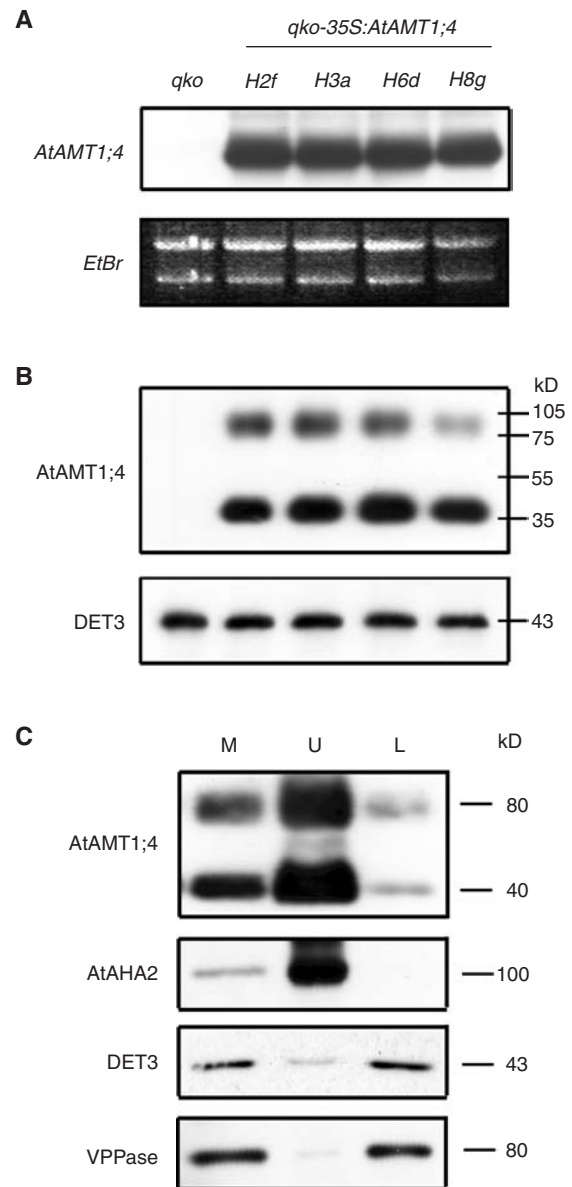 A
qko-35S:AtAMT1;4
qko H2f H3a H6d H8g
AtAMT1;4
EtBr
B
kD
105
75
AtAMT1;4
55
35
DET3
43
C
M U L kD
80
AtAMT1;4
40
AtAHA2
100
DET3
43
VPPase
80